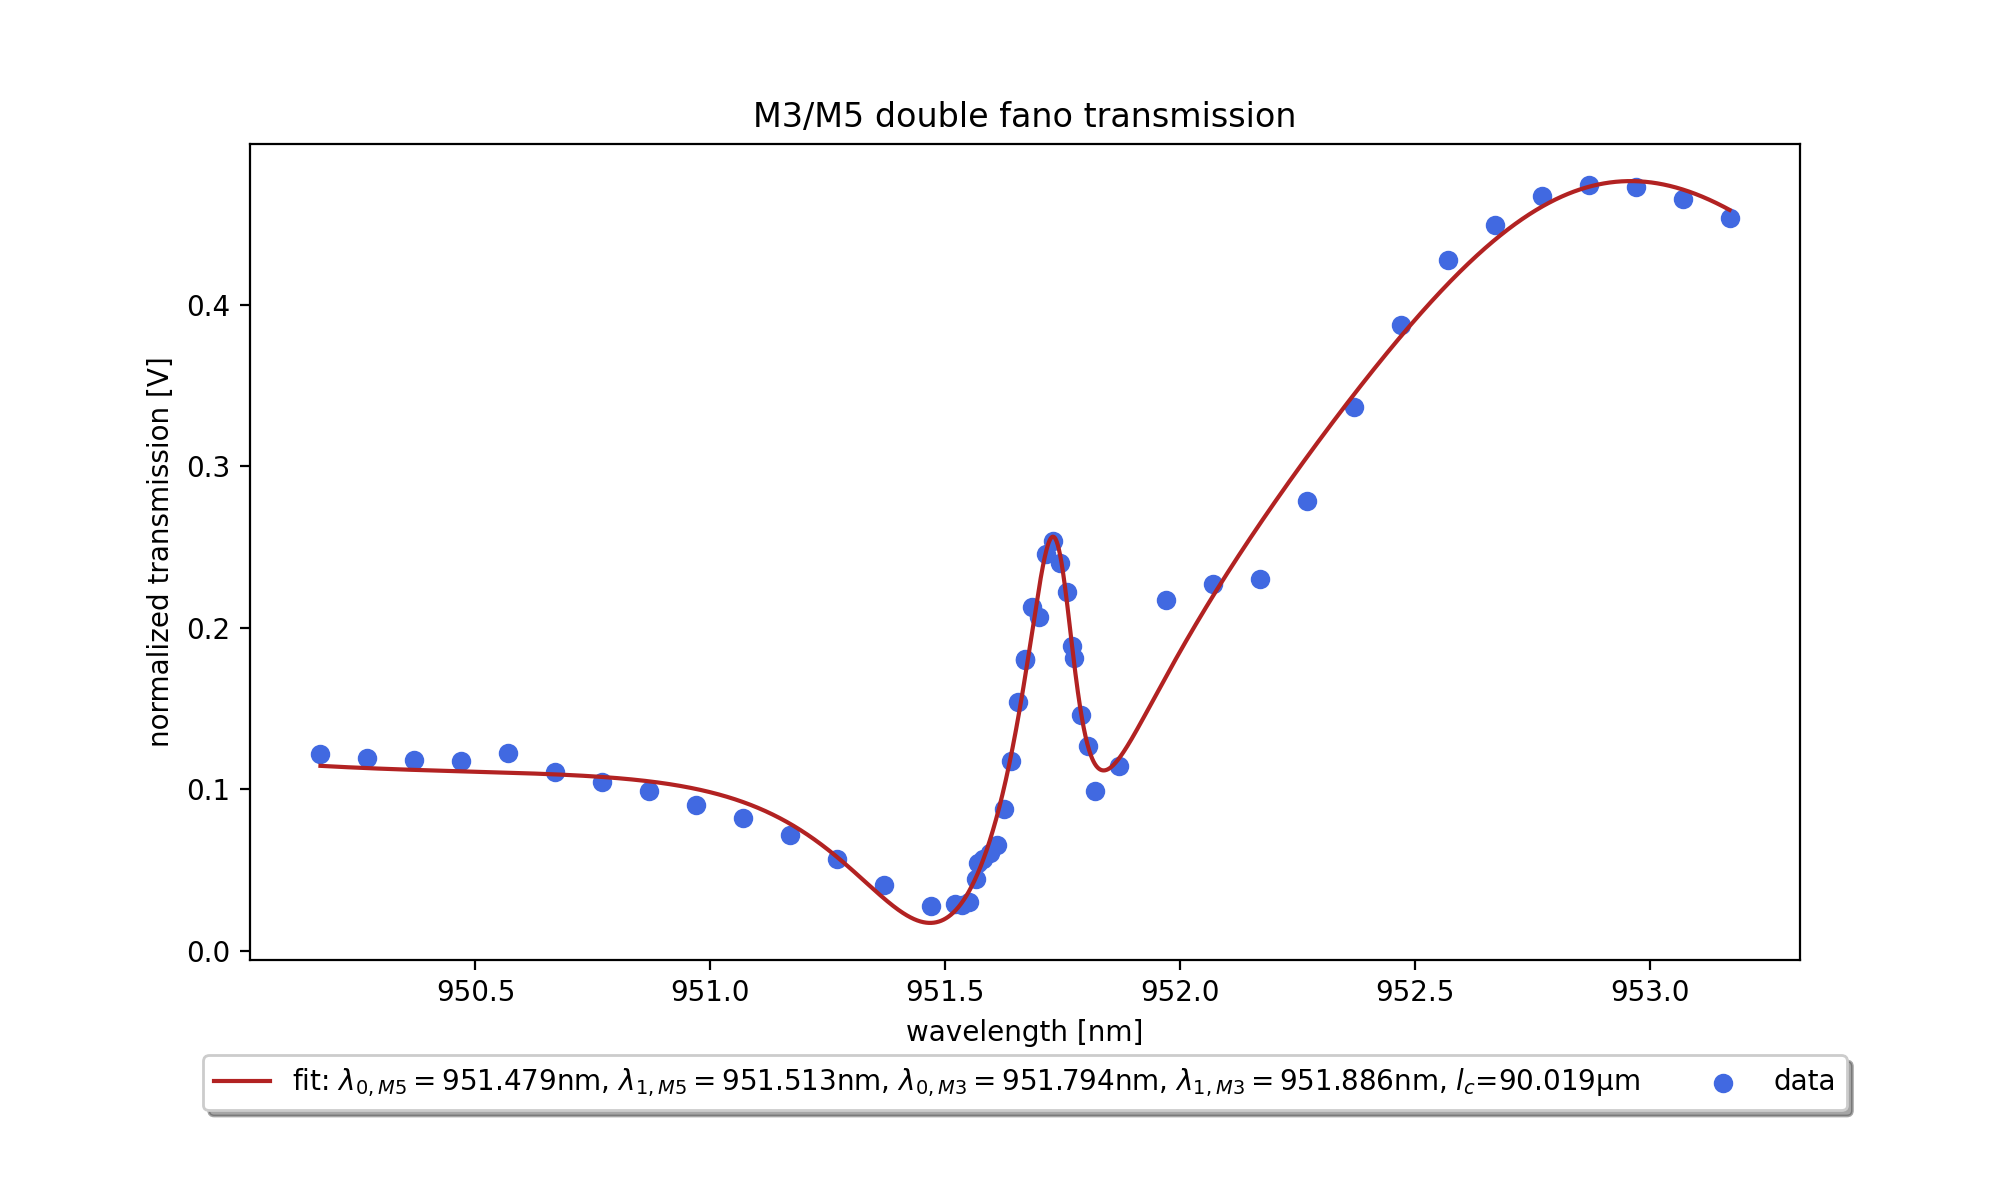 M3/M5 double fano transmission
normalized transmission [V]
0.4
0.3
0.2
0.1
0.0
950.5 951.0 951.5 952.0 952.5 953.0
wavelength [nm]
fit: λ₀,M5 = 951.479nm, λ₁,M5 = 951.513nm, λ₀,M3 = 951.794nm, λ₁,M3 = 951.886nm, l_c=90.019μm data